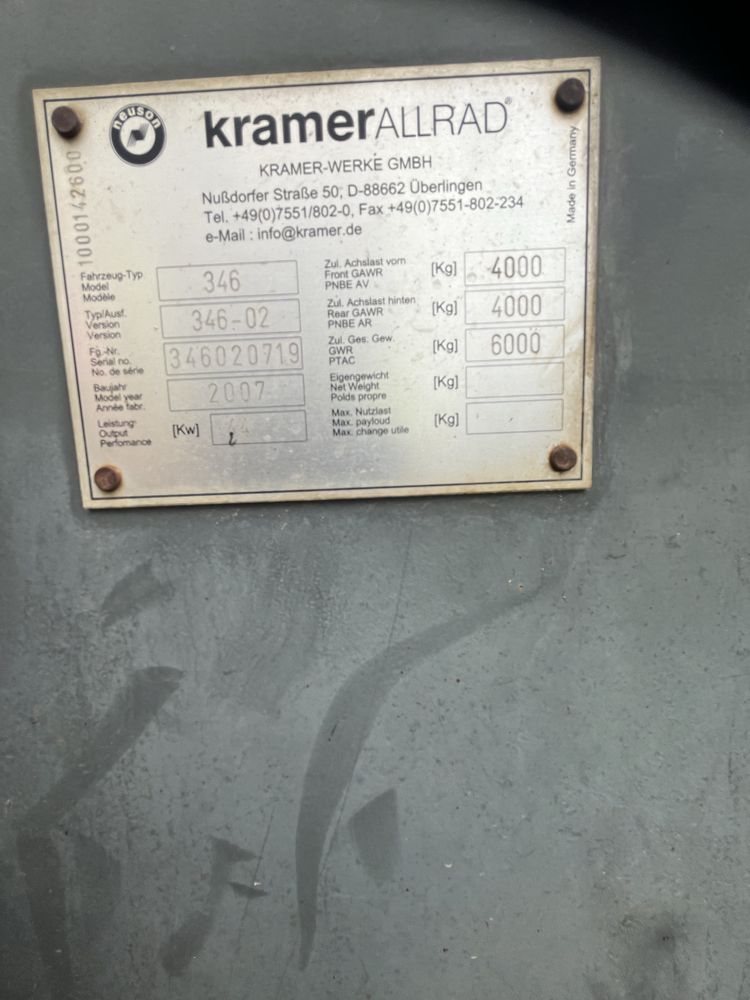 neuson
kramerALLRAD®
KRAMER-WERKE GMBH
Nußdorfer Straße 50, D-88662 Überlingen
Tel. +49(0)7551/802-0, Fax +49(0)7551-802-234
e-Mail : info@kramer.de
1000142600
Made in Germany
Fahrzeug-Typ
Model
Modèle
346
Typ/Ausf.
Version
Version
346-02
Fg.-Nr.
Serial no.
No. de série
346020719
Baujahr
Model year
Année fabr.
2007
Leistung
Output
Perfomance
[Kw]
44
Zul. Achslast vorn
Front GAWR
PNBE AV
[Kg] 4000
Zul. Achslast hinten
Rear GAWR
PNBE AR
[Kg] 4000
Zul. Ges. Gew.
GWR
PTAC
[Kg] 6000
Eigengewicht
Net Weight
Polds propre
[Kg]
Max. Nutzlast
Max. payloud
Max. change utile
[Kg]